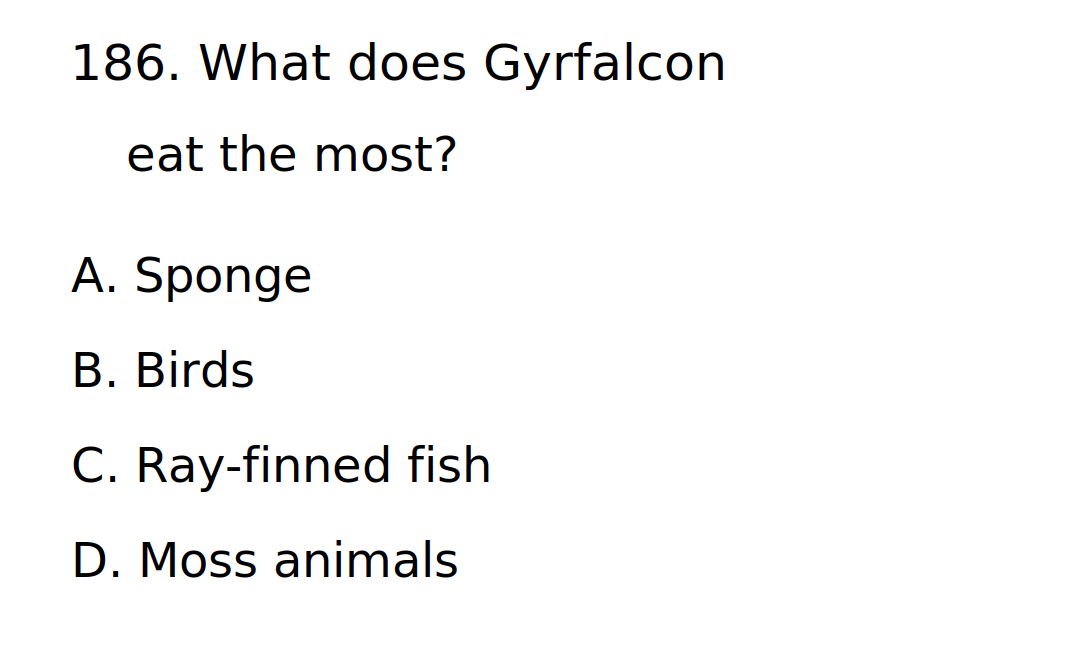 186. What does Gyrfalcon
eat the most?
A. Sponge
B. Birds
C. Ray-finned fish
D. Moss animals